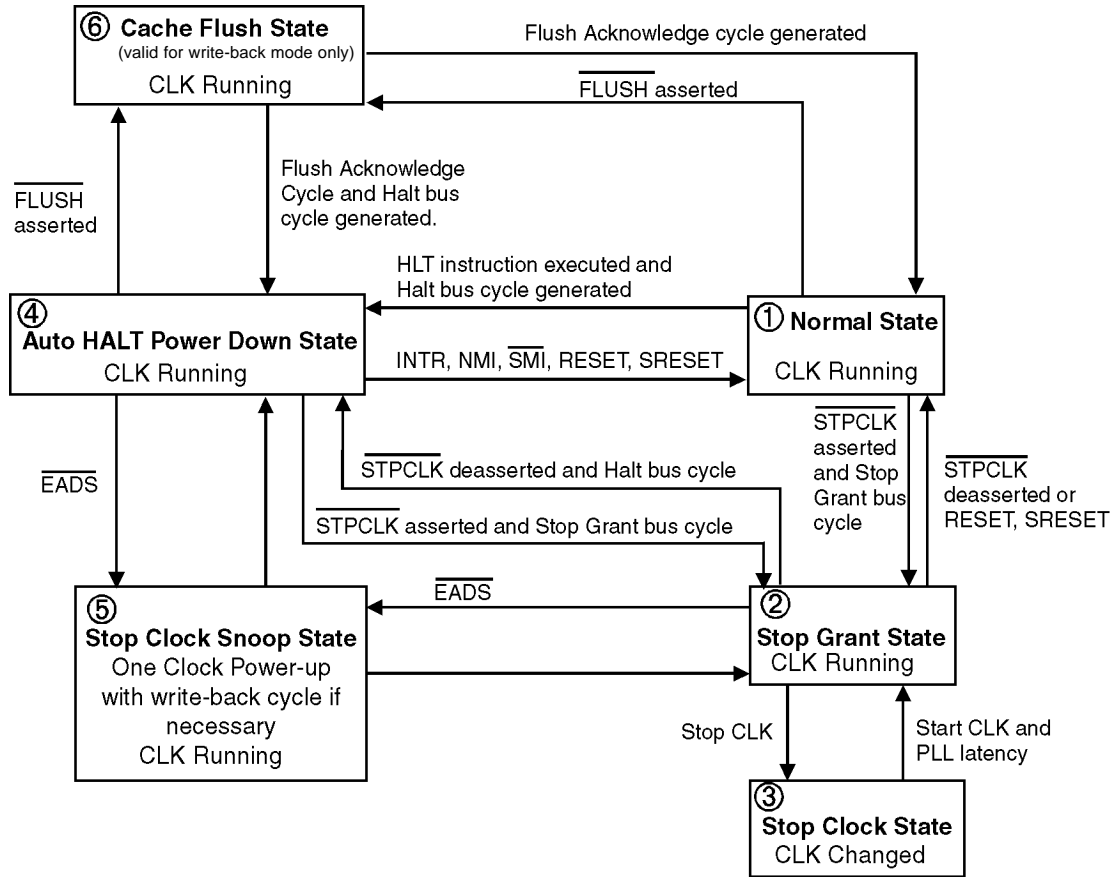 ⑥ Cache Flush State
(valid for write-back mode only)
CLK Running
Flush Acknowledge cycle generated
FLUSH asserted
FLUSH
asserted
Flush Acknowledge
Cycle and Halt bus
cycle generated.
HLT instruction executed and
Halt bus cycle generated
④
Auto HALT Power Down State
CLK Running
① Normal State
CLK Running
INTR, NMI, SMI, RESET, SRESET
STPCLK
asserted
and Stop
Grant bus
cycle
STPCLK
deasserted or
RESET, SRESET
EADS
STPCLK deasserted and Halt bus cycle
STPCLK asserted and Stop Grant bus cycle
EADS
⑤
Stop Clock Snoop State
One Clock Power-up
with write-back cycle if
necessary
CLK Running
②
Stop Grant State
CLK Running
Stop CLK
Start CLK and
PLL latency
③
Stop Clock State
CLK Changed